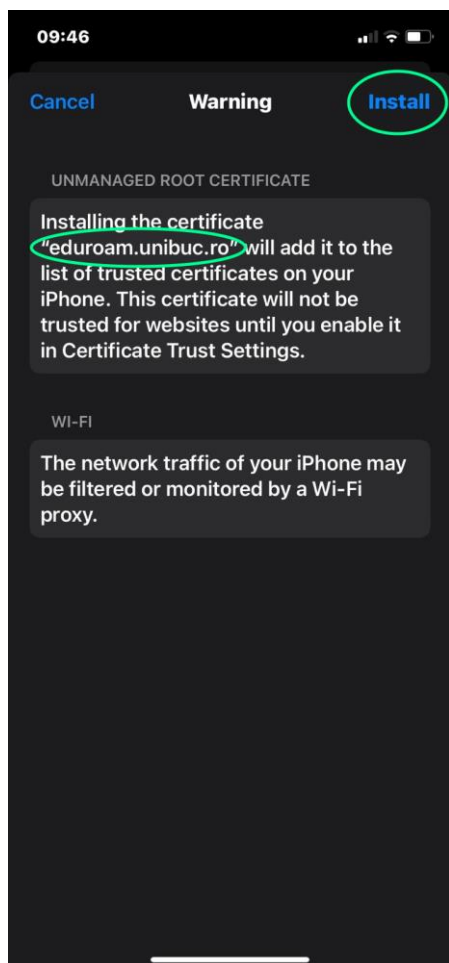 09:46
Cancel Warning Install
UNMANAGED ROOT CERTIFICATE
Installing the certificate
“eduroam.unibuc.ro” will add it to the
list of trusted certificates on your
iPhone. This certificate will not be
trusted for websites until you enable it
in Certificate Trust Settings.
WI-FI
The network traffic of your iPhone may
be filtered or monitored by a Wi-Fi
proxy.